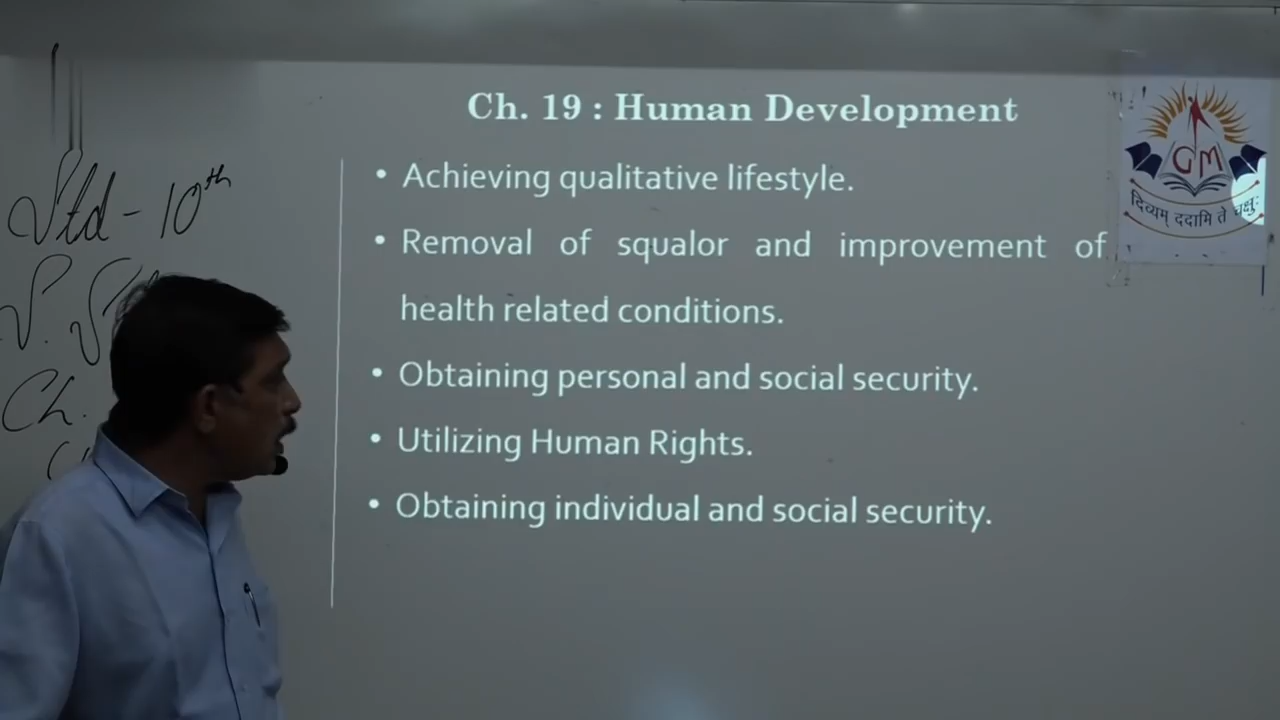 Ch. 19 : Human Development
• Achieving qualitative lifestyle.
• Removal of squalor and improvement of
health related conditions.
• Obtaining personal and social security.
• Utilizing Human Rights.
• Obtaining individual and social security.
Std - 10th
S. S
Ch.
GM
दिव्यम् ददामि ते चक्षुः